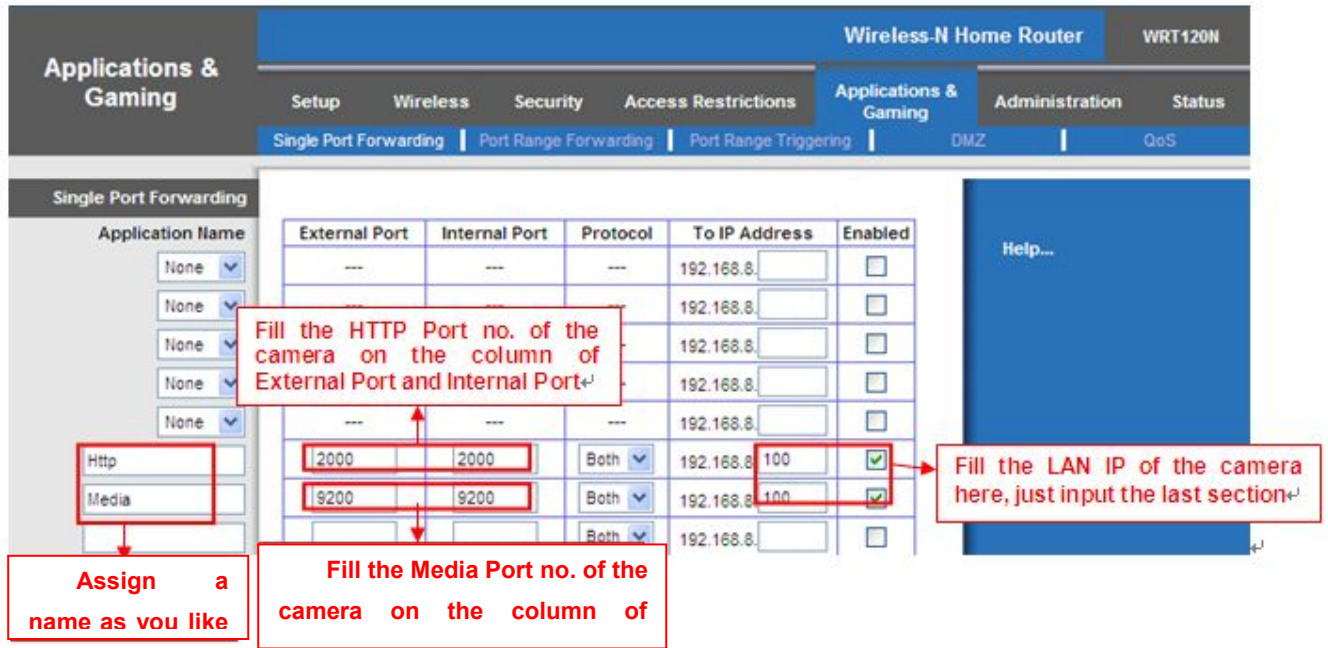 Wireless-N Home Router WRT120N
Applications &
Gaming
Setup Wireless Security Access Restrictions Applications & Gaming Administration Status
Single Port Forwarding Port Range Forwarding Port Range Triggering DMZ QoS
Single Port Forwarding
Application Name External Port Internal Port Protocol To IP Address Enabled
Help...
None --- --- --- 192.168.8.
None --- 192.168.8.
None 192.168.8.
None 192.168.8.
Fill the HTTP Port no. of the
camera on the column of
External Port and Internal Port↵
None --- --- --- 192.168.8.
Http 2000 2000 Both 192.168.8. 100
Media 9200 9200 Both 192.168.8. 100
Both 192.168.8.
Fill the LAN IP of the camera
here, just input the last section↵
↵
Assign a
name as you like
Fill the Media Port no. of the
camera on the column of